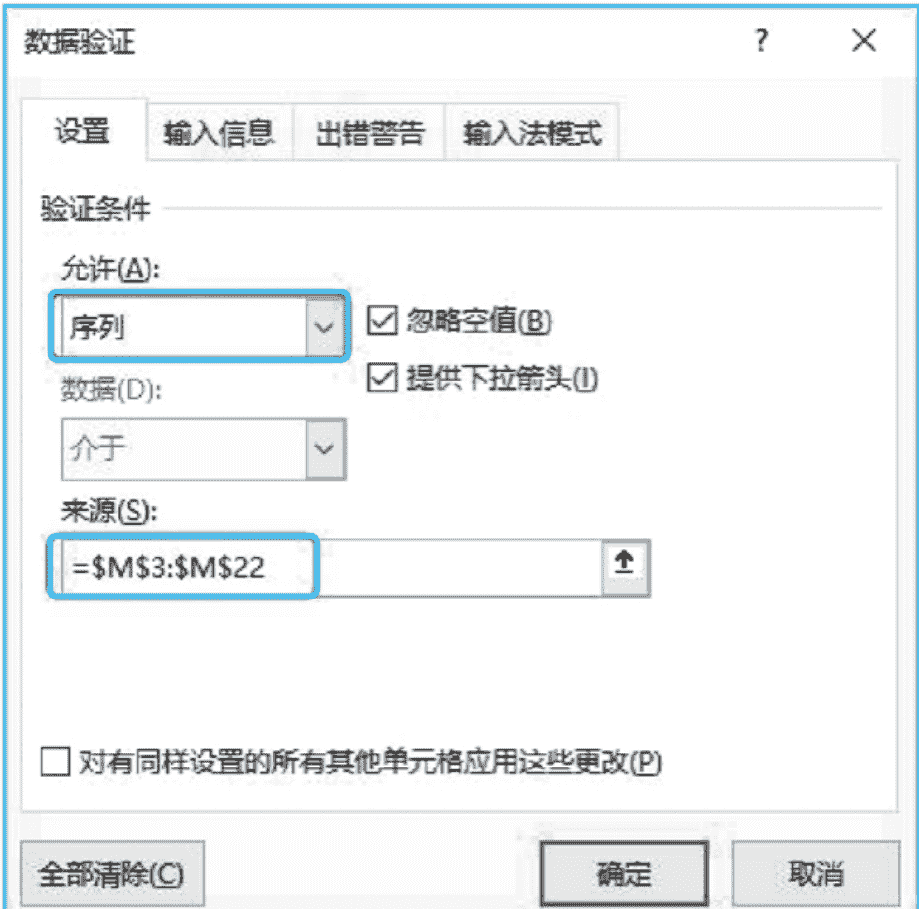 数据验证 ?
设置 输入信息 出错警告 输入法模式
验证条件
允许(A):
序列 忽略空值(B)
提供下拉箭头(I)
数据(D):
介于
来源(S):
=$M$3:$M$22
对有同样设置的所有其他单元格应用这些更改(P)
全部清除(C) 确定 取消